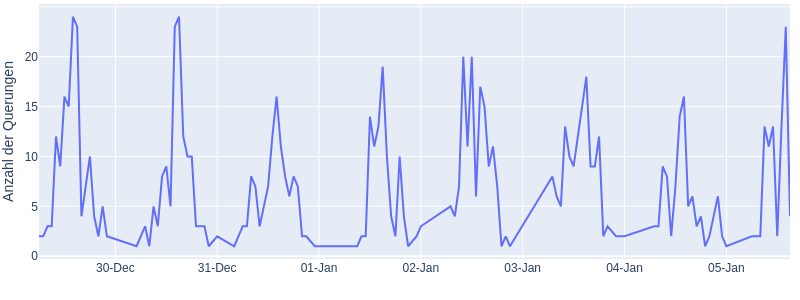 Anzahl der Querungen
20
15
10
5
0
30-Dec
31-Dec
01-Jan
02-Jan
03-Jan
04-Jan
05-Jan